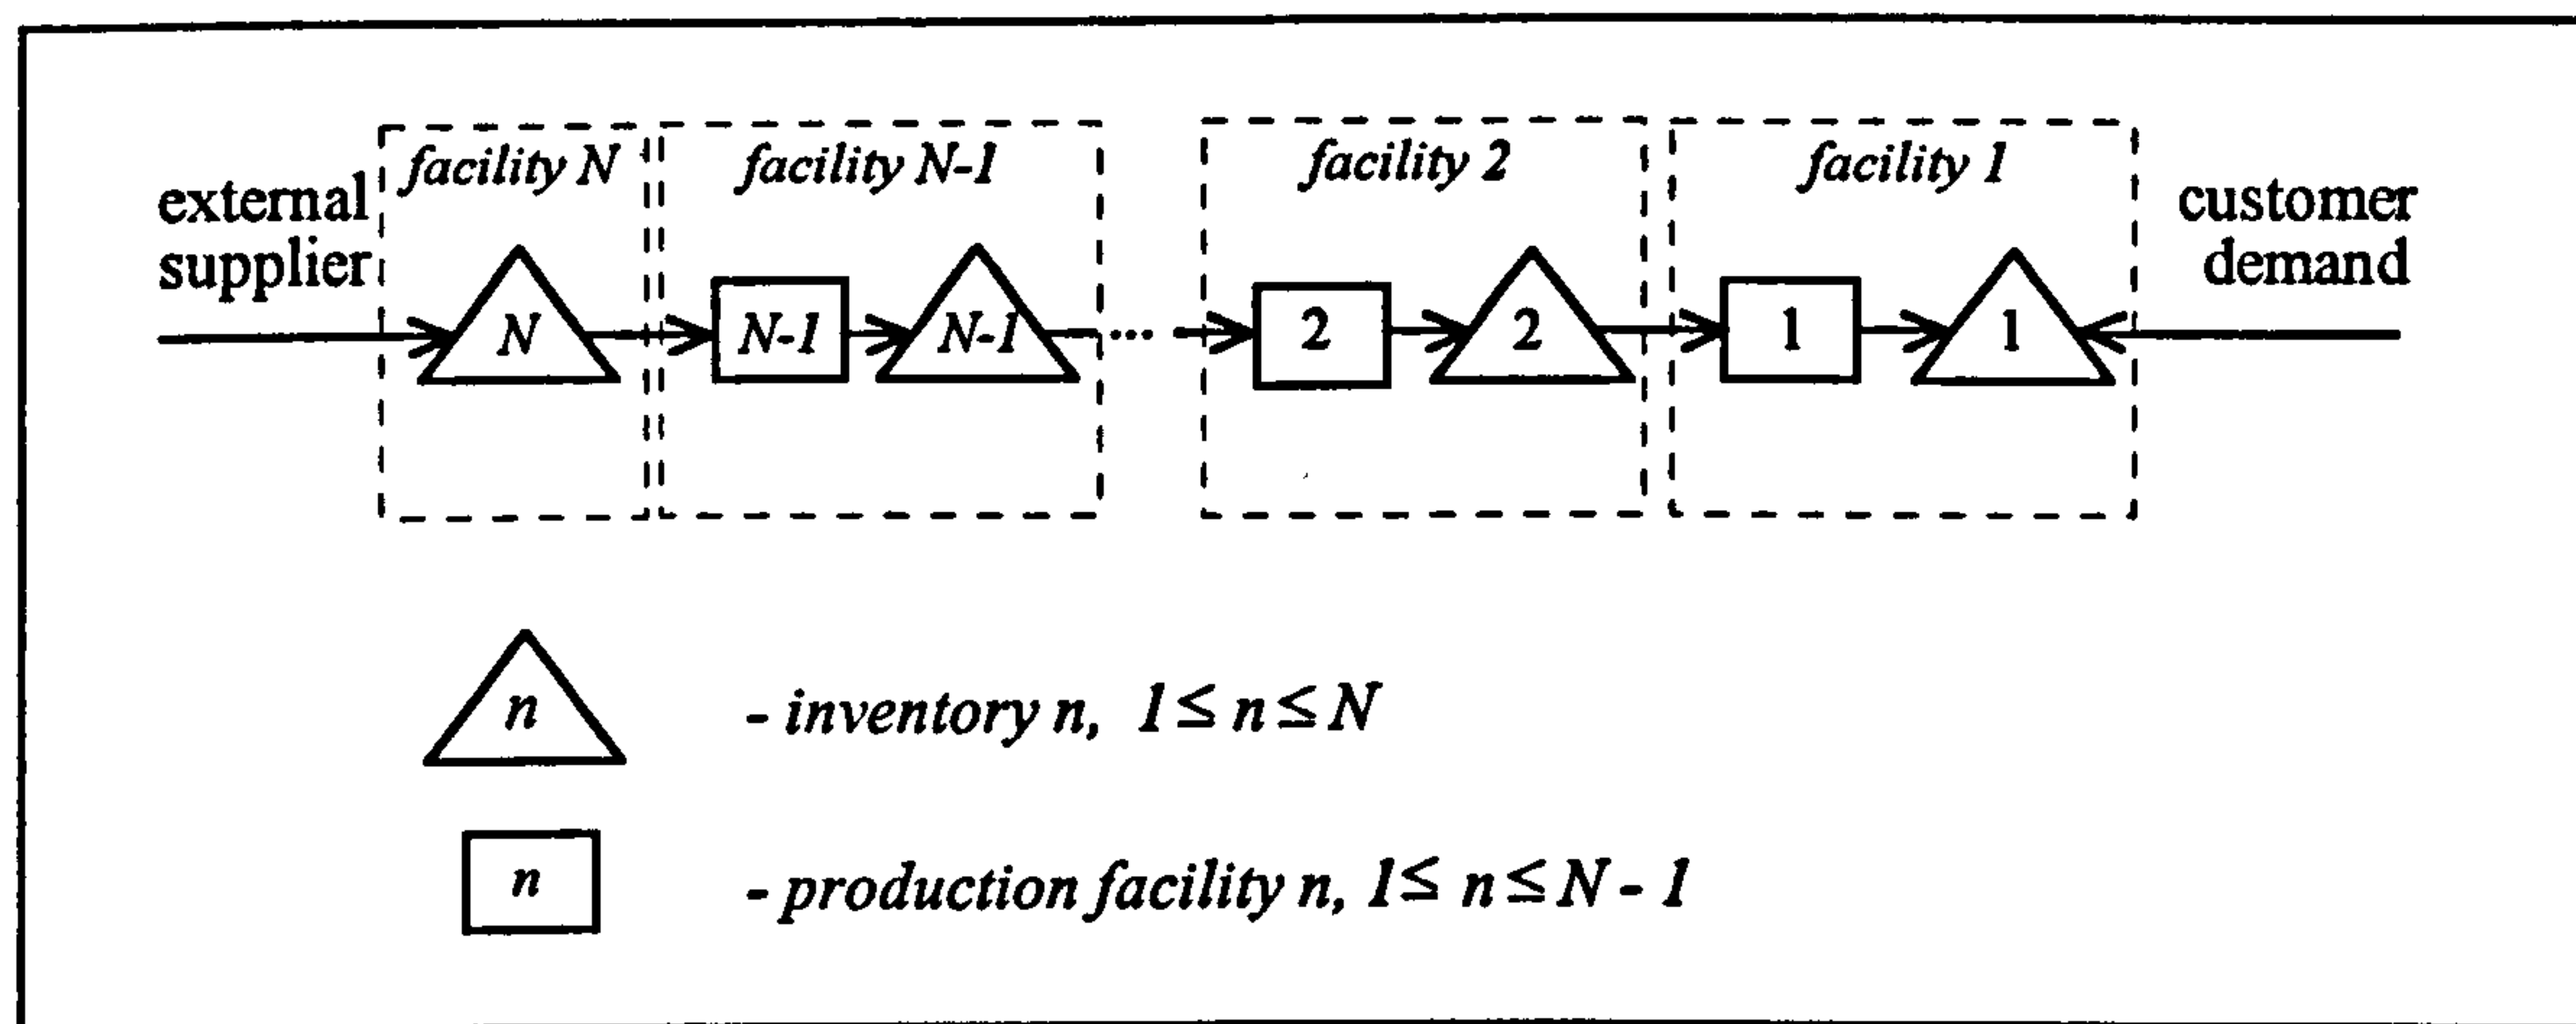 facility N facility N-1 facility 2 facility 1
external supplier
customer demand
N N-1 N-1 ... 2 2 1 1
n - inventory n, 1 ≤ n ≤ N
n - production facility n, 1 ≤ n ≤ N - 1